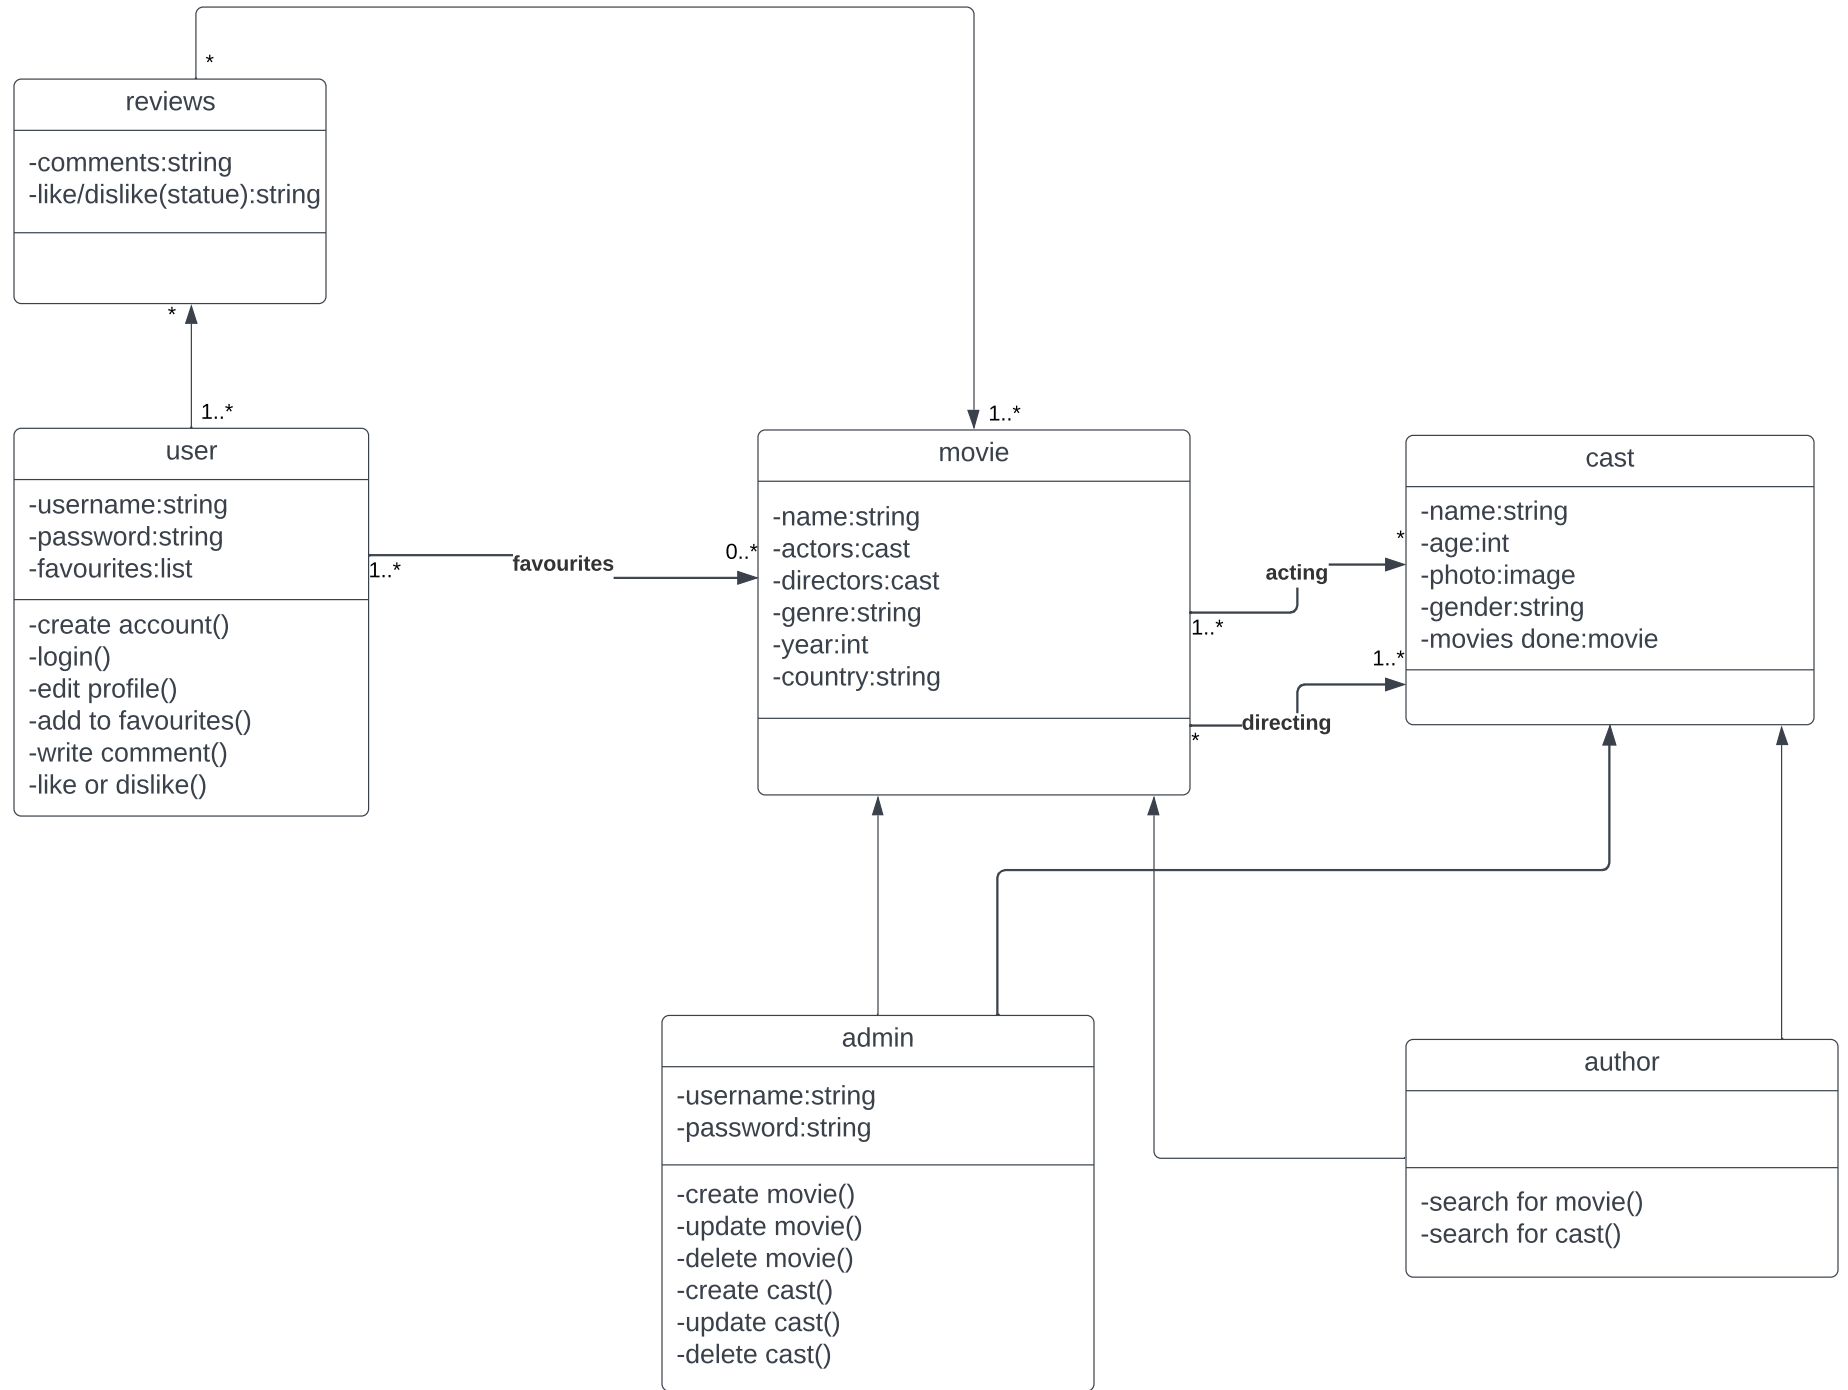 *
reviews
-comments:string
-like/dislike(statue):string
*
1..*
user
-username:string
-password:string
-favourites:list
-create account()
-login()
-edit profile()
-add to favourites()
-write comment()
-like or dislike()
1..*
favourites
0..*
1..*
movie
-name:string
-actors:cast
-directors:cast
-genre:string
-year:int
-country:string
acting
*
1..*
1..*
directing
*
cast
-name:string
-age:int
-photo:image
-gender:string
-movies done:movie
admin
-username:string
-password:string
-create movie()
-update movie()
-delete movie()
-create cast()
-update cast()
-delete cast()
author
-search for movie()
-search for cast()